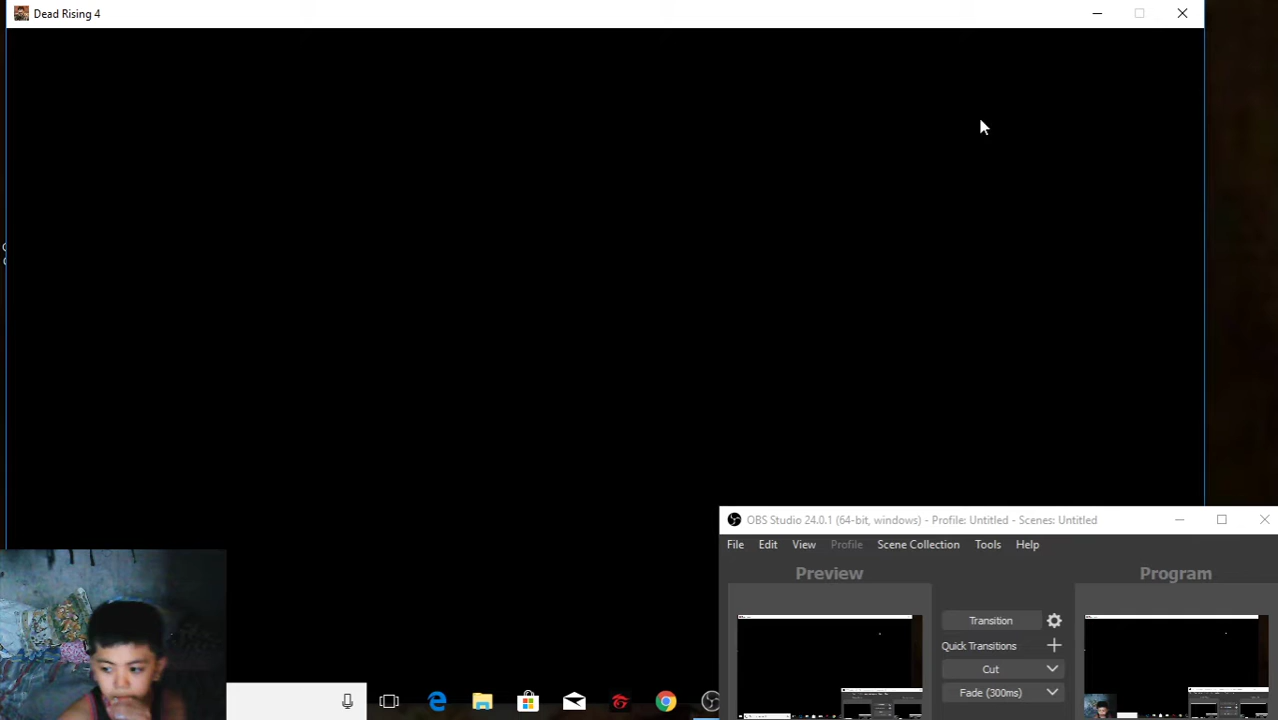 Dead Rising 4
OBS Studio 24.0.1 (64-bit, windows) - Profile: Untitled - Scenes: Untitled
File Edit View Profile Scene Collection Tools Help
Preview
Program
Transition
Quick Transitions
Cut
Fade (300ms)